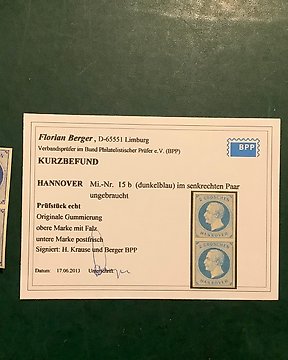 Florian Berger, D-65551 Limburg
Verbandsprüfer im Bund Philatelistischer Prüfer e.V. (BPP)
BPP
KURZBEFUND
HANNOVER Mi.-Nr. 15 b (dunkelblau) im senkrechten Paar
ungebraucht
Prüfstück echt
Originale Gummierung
obere Marke mit Falz
untere Marke postfrisch
Signiert: H. Krause und Berger BPP
Datum: 17.06.2013 Unterschrift:
HANNOVER
HANNOVER